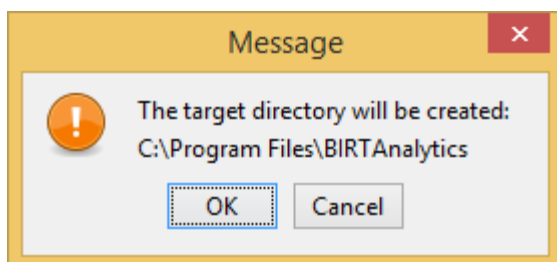 Message
The target directory will be created:
C:\Program Files\BIRTAnalytics
OK Cancel